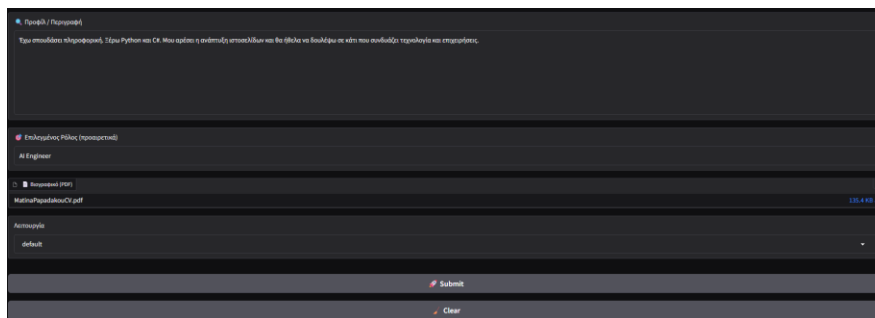 🔍 Προφίλ / Περιγραφή
Έχω σπουδάσει πληροφορική. Ξέρω Python και C#. Μου αρέσει η ανάπτυξη ιστοσελίδων και θα ήθελα να δουλέψω σε κάτι που συνδυάζει τεχνολογία και επιχειρήσεις.
🎯 Επιλεγμένος Ρόλος (προαιρετικά)
AI Engineer
📄 Βιογραφικό (PDF)
MatinaPapadakouCV.pdf 135.4 KB
Λειτουργία
default
🚀 Submit
🧹 Clear